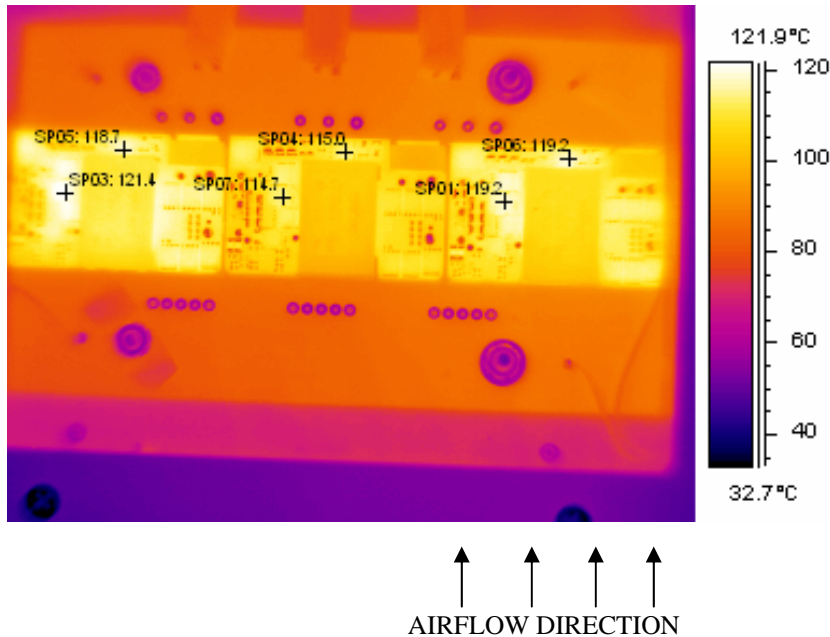 121.9°C
120
100
80
60
40
32.7°C
SP05: 118.7
SP04: 115.0
SP06: 119.2
SP03: 121.4
SP07: 114.7
SP01: 119.2
AIRFLOW DIRECTION